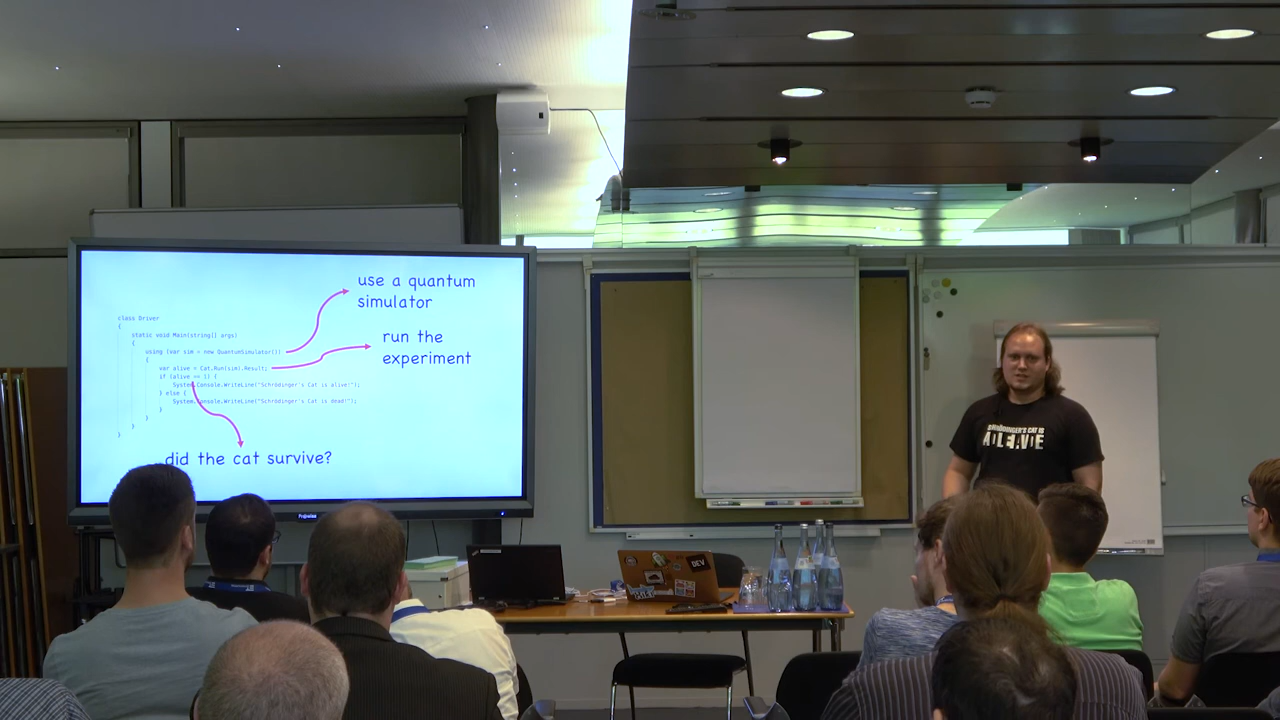 use a quantum
simulator
run the
experiment
class Driver
{
static void Main(string[] args)
{
using (var sim = new QuantumSimulator())
{
var alive = Cat.Run(sim).Result;
if (alive == 1) {
System.Console.WriteLine("Schrödinger's Cat is alive!");
} else {
System.Console.WriteLine("Schrödinger's Cat is dead!");
}
}
}
}
did the cat survive?
SHRÖDINGER'S CAT IS
DEV